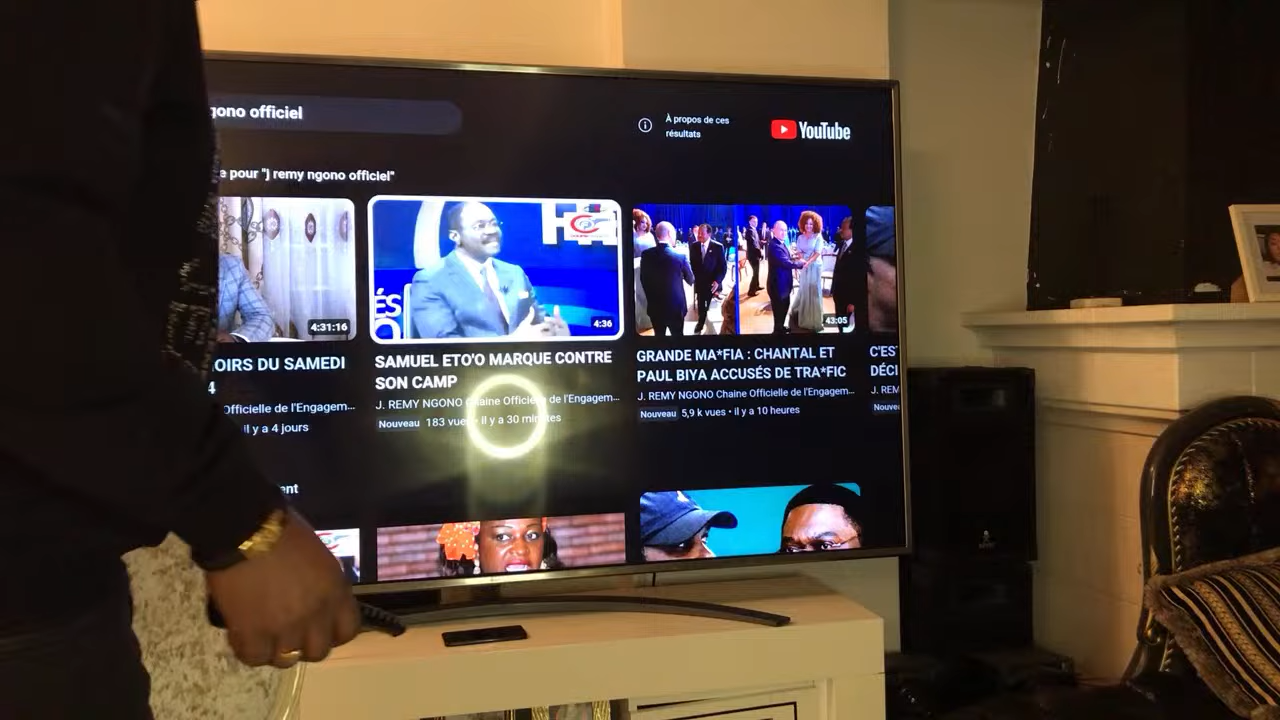 gono officiel
À propos de ces
résultats
YouTube
e pour "j remy ngono officiel"
4:31:16
4:36
43:05
OIRS DU SAMEDI
4
Officielle de l'Engagem...
il y a 4 jours
SAMUEL ETO'O MARQUE CONTRE
SON CAMP
J. REMY NGONO Chaine Officielle de l'Engagem...
Nouveau 183 vues • il y a 30 minutes
GRANDE MA*FIA : CHANTAL ET
PAUL BIYA ACCUSÉS DE TRA*FIC
J. REMY NGONO Chaine Officielle de l'Engagem...
Nouveau 5,9 k vues • il y a 10 heures
C'ES
DÉCI
J. REM
Nouve
ent